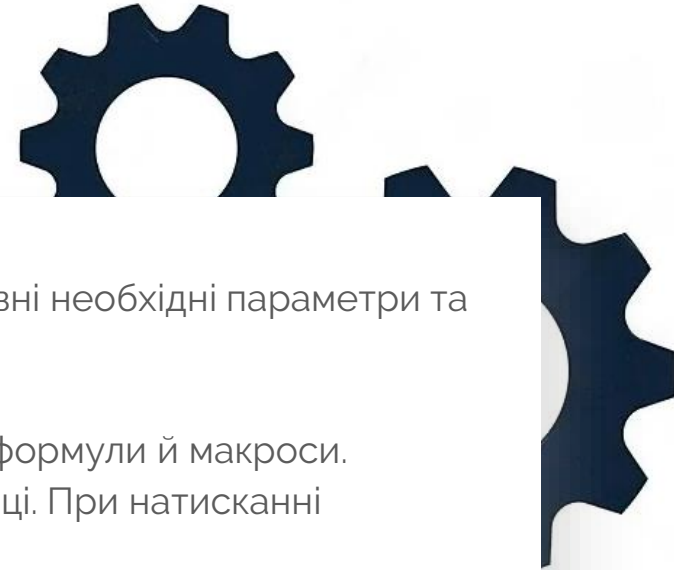 вні необхідні параметри та
формули й макроси.
ці. При натисканні